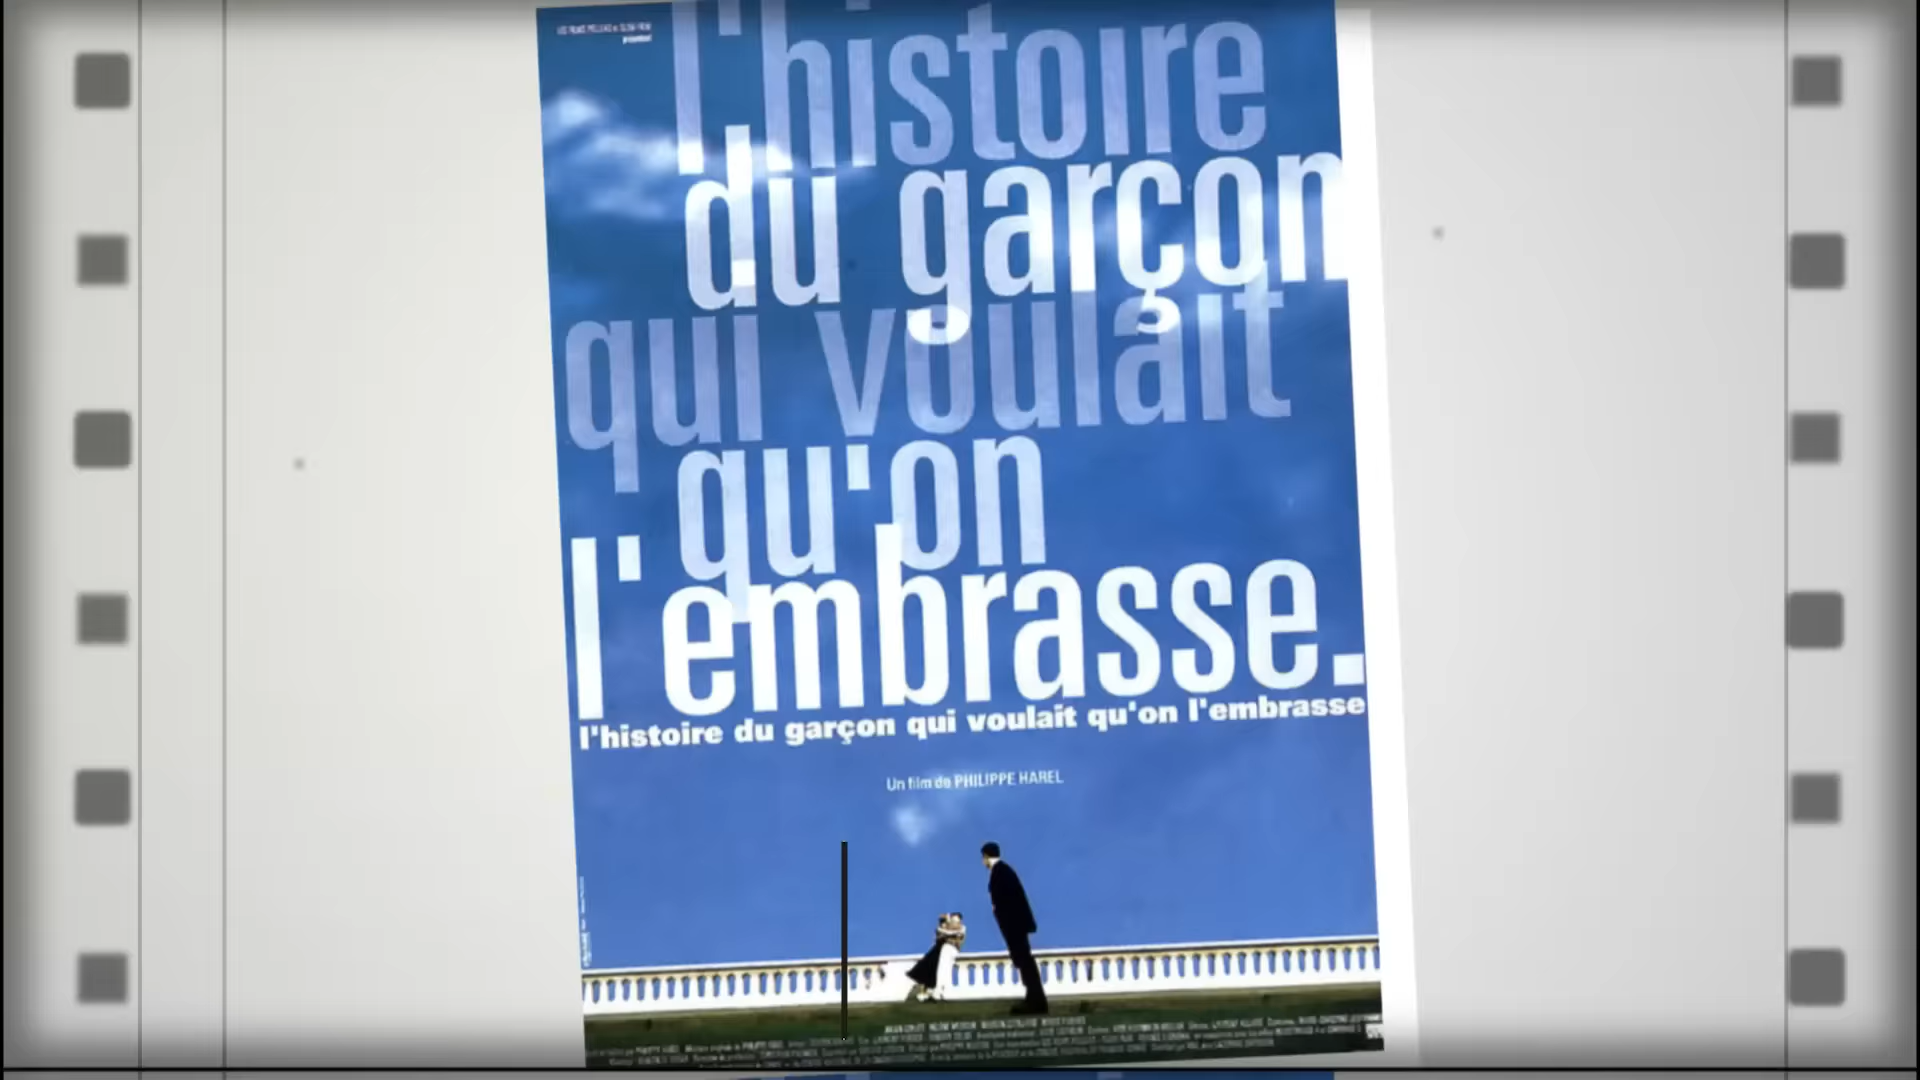 l'histoire
du garçon
qui voulait
qu'on
l'embrasse.
l'histoire du garçon qui voulait qu'on l'embrasse
Un film de PHILIPPE HAREL